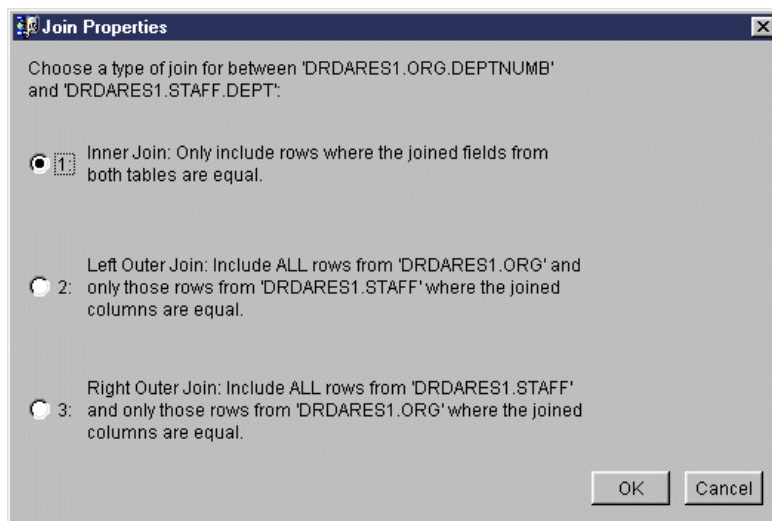 Join Properties
Choose a type of join for between 'DRDARES1.ORG.DEPTNUMB'
and 'DRDARES1.STAFF.DEPT':
1: Inner Join: Only include rows where the joined fields from
both tables are equal.
Left Outer Join: Include ALL rows from 'DRDARES1.ORG' and
2: only those rows from 'DRDARES1.STAFF' where the joined
columns are equal.
Right Outer Join: Include ALL rows from 'DRDARES1.STAFF'
3: and only those rows from 'DRDARES1.ORG' where the joined
columns are equal.
OK Cancel